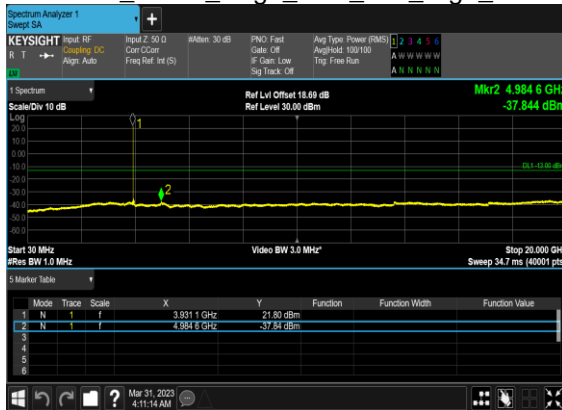 Spectrum Analyzer 1
Swept SA
+
KEYSIGHT Input: RF Input Z: 50 Ω #Atten: 30 dB PNO: Fast Avg Type: Power (RMS) 1 2 3 4 5 6
R T Coupling: DC Corr CCorr Gate: Off Avg|Hold: 100/100 A W W W W W
Align: Auto Freq Ref: Int (S) IF Gain: Low Trig: Free Run
Sig Track: Off A N N N N N
1 Spectrum Ref Lvl Offset 18.69 dB Mkr2 4.984 6 GHz
Scale/Div 10 dB Ref Level 30.00 dBm -37.844 dBm
Log
20.0
10.0
0.00
-10.0
-20.0
-30.0
-40.0
-50.0
-60.0
1
2
DL1 -13.00 dBm
Start 30 MHz Video BW 3.0 MHz* Stop 20.000 GHz
#Res BW 1.0 MHz Sweep 34.7 ms (40001 pts)
5 Marker Table
Mode Trace Scale X Y Function Function Width Function Value
1 N 1 f 3.931 1 GHz 21.80 dBm
2 N 1 f 4.984 6 GHz -37.84 dBm
3
4
5
6
? Mar 31, 2023
4:11:14 AM